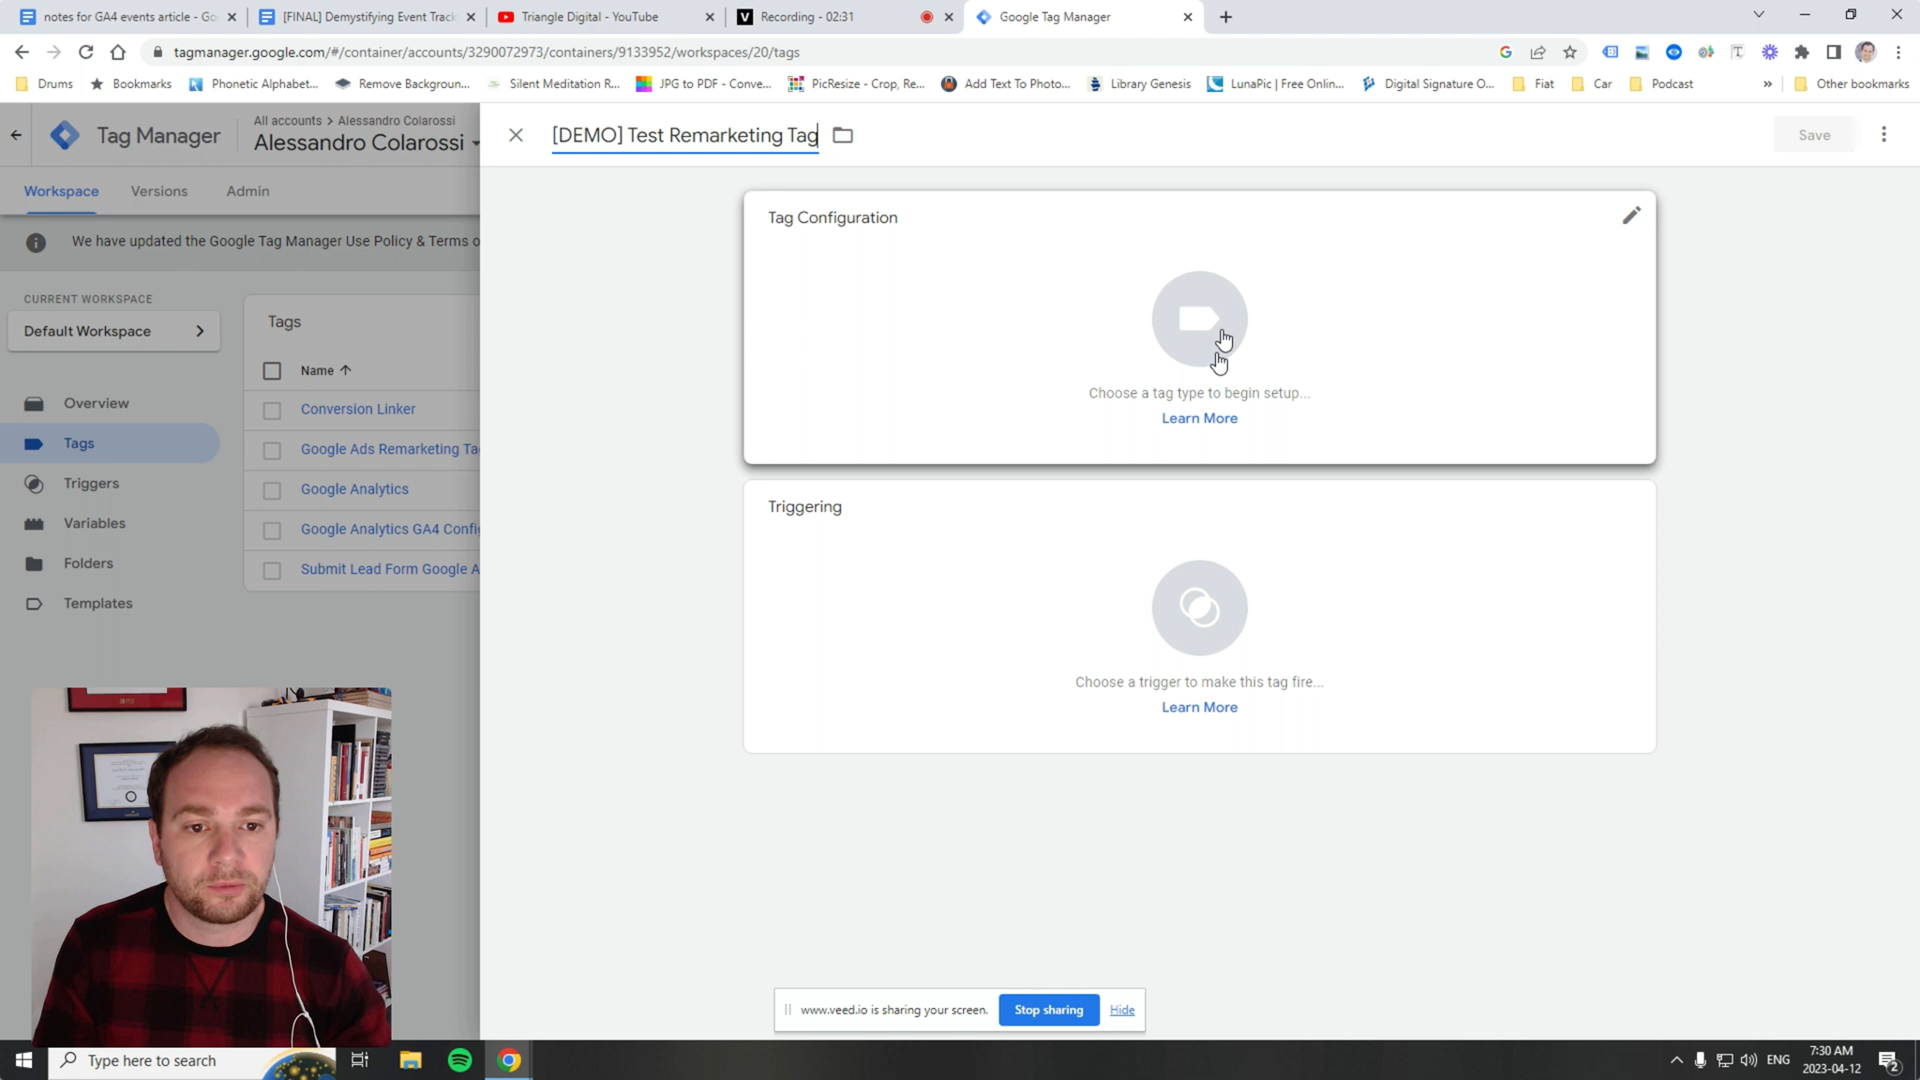 notes for GA4 events article - Go
[FINAL] Demystifying Event Track
Triangle Digital - YouTube
Recording - 02:31
Google Tag Manager
tagmanager.google.com/#/container/accounts/3290072973/containers/9133952/workspaces/20/tags
Drums
Bookmarks
Phonetic Alphabet...
Remove Backgroun...
Silent Meditation R...
JPG to PDF - Conve...
PicResize - Crop, Re...
Add Text To Photo...
Library Genesis
LunaPic | Free Onlin...
Digital Signature O...
Fiat
Car
Podcast
»
Other bookmarks
Tag Manager
All accounts > Alessandro Colarossi
Alessandro Colarossi
[DEMO] Test Remarketing Tag
Save
Workspace
Versions
Admin
We have updated the Google Tag Manager Use Policy & Terms o
CURRENT WORKSPACE
Default Workspace
Overview
Tags
Triggers
Variables
Folders
Templates
Tags
Name
Conversion Linker
Google Ads Remarketing Ta
Google Analytics
Google Analytics GA4 Confi
Submit Lead Form Google A
Tag Configuration
Choose a tag type to begin setup...
Learn More
Triggering
Choose a trigger to make this tag fire...
Learn More
www.veed.io is sharing your screen.
Stop sharing
Hide
Type here to search
ENG
7:30 AM
2023-04-12
2